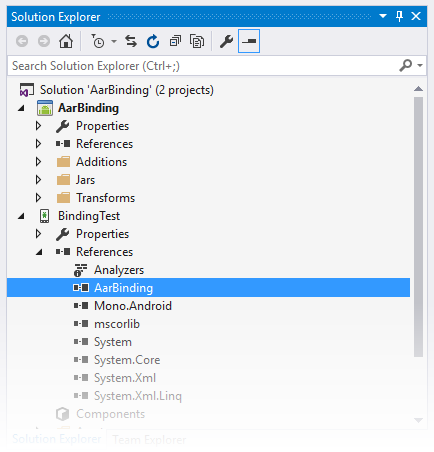 Solution Explorer
Search Solution Explorer (Ctrl+;)
Solution 'AarBinding' (2 projects)
AarBinding
Properties
References
Additions
Jars
Transforms
BindingTest
Properties
References
Analyzers
AarBinding
Mono.Android
mscorlib
System
System.Core
System.Xml
System.Xml.Linq
Components
Solution Explorer Team Explorer